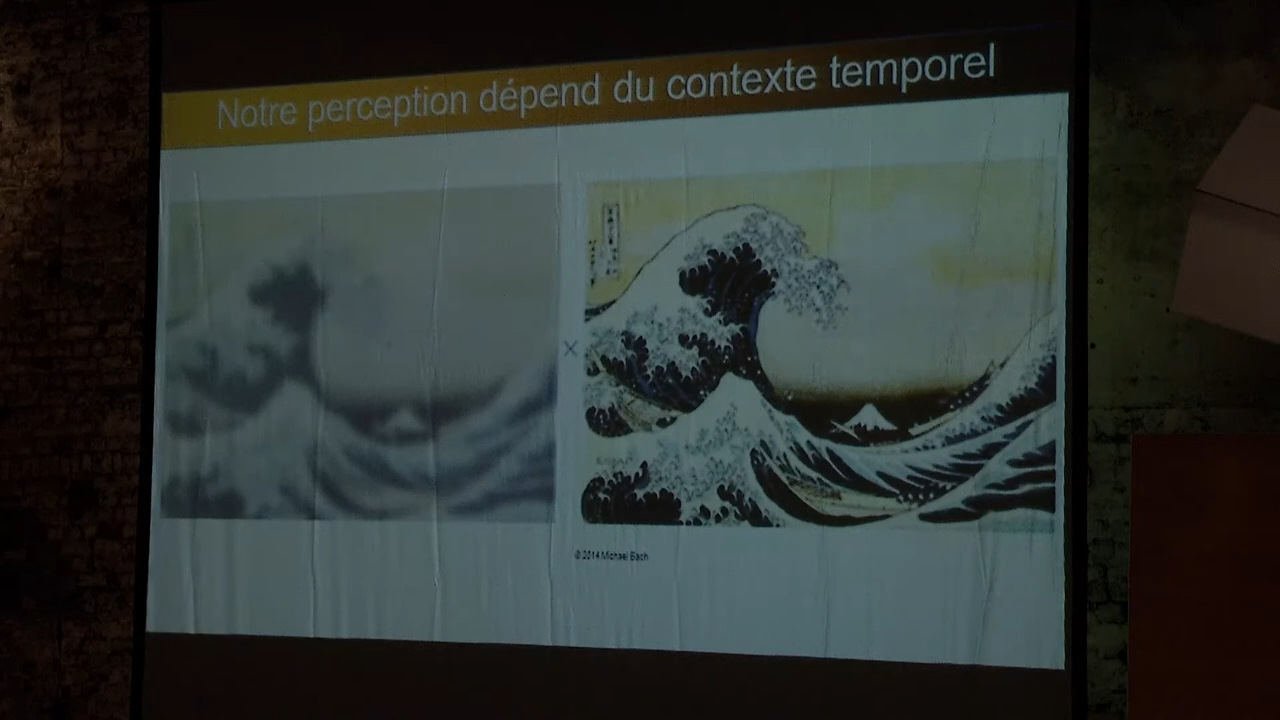 Notre perception dépend du contexte temporel
×
© 2014 Michael Bach